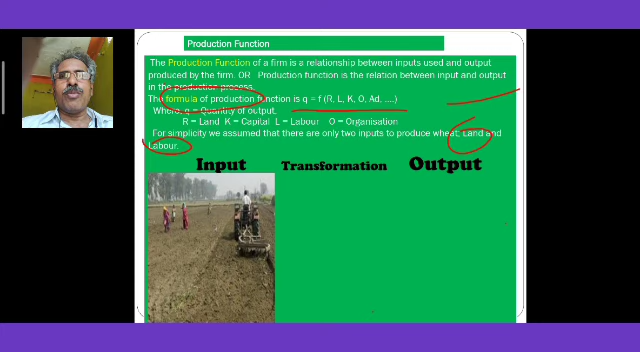 Production Function
The Production Function of a firm is a relationship between inputs used and output
produced by the firm. OR Production function is the relation between input and output
in the production process.
The formula of production function is q = f (R, L, K, O, Ad, ....)
Where, q = Quantity of output,
R = Land K = Capital L = Labour O = Organisation
For simplicity we assumed that there are only two inputs to produce wheat; Land and
Labour.
Input Transformation Output